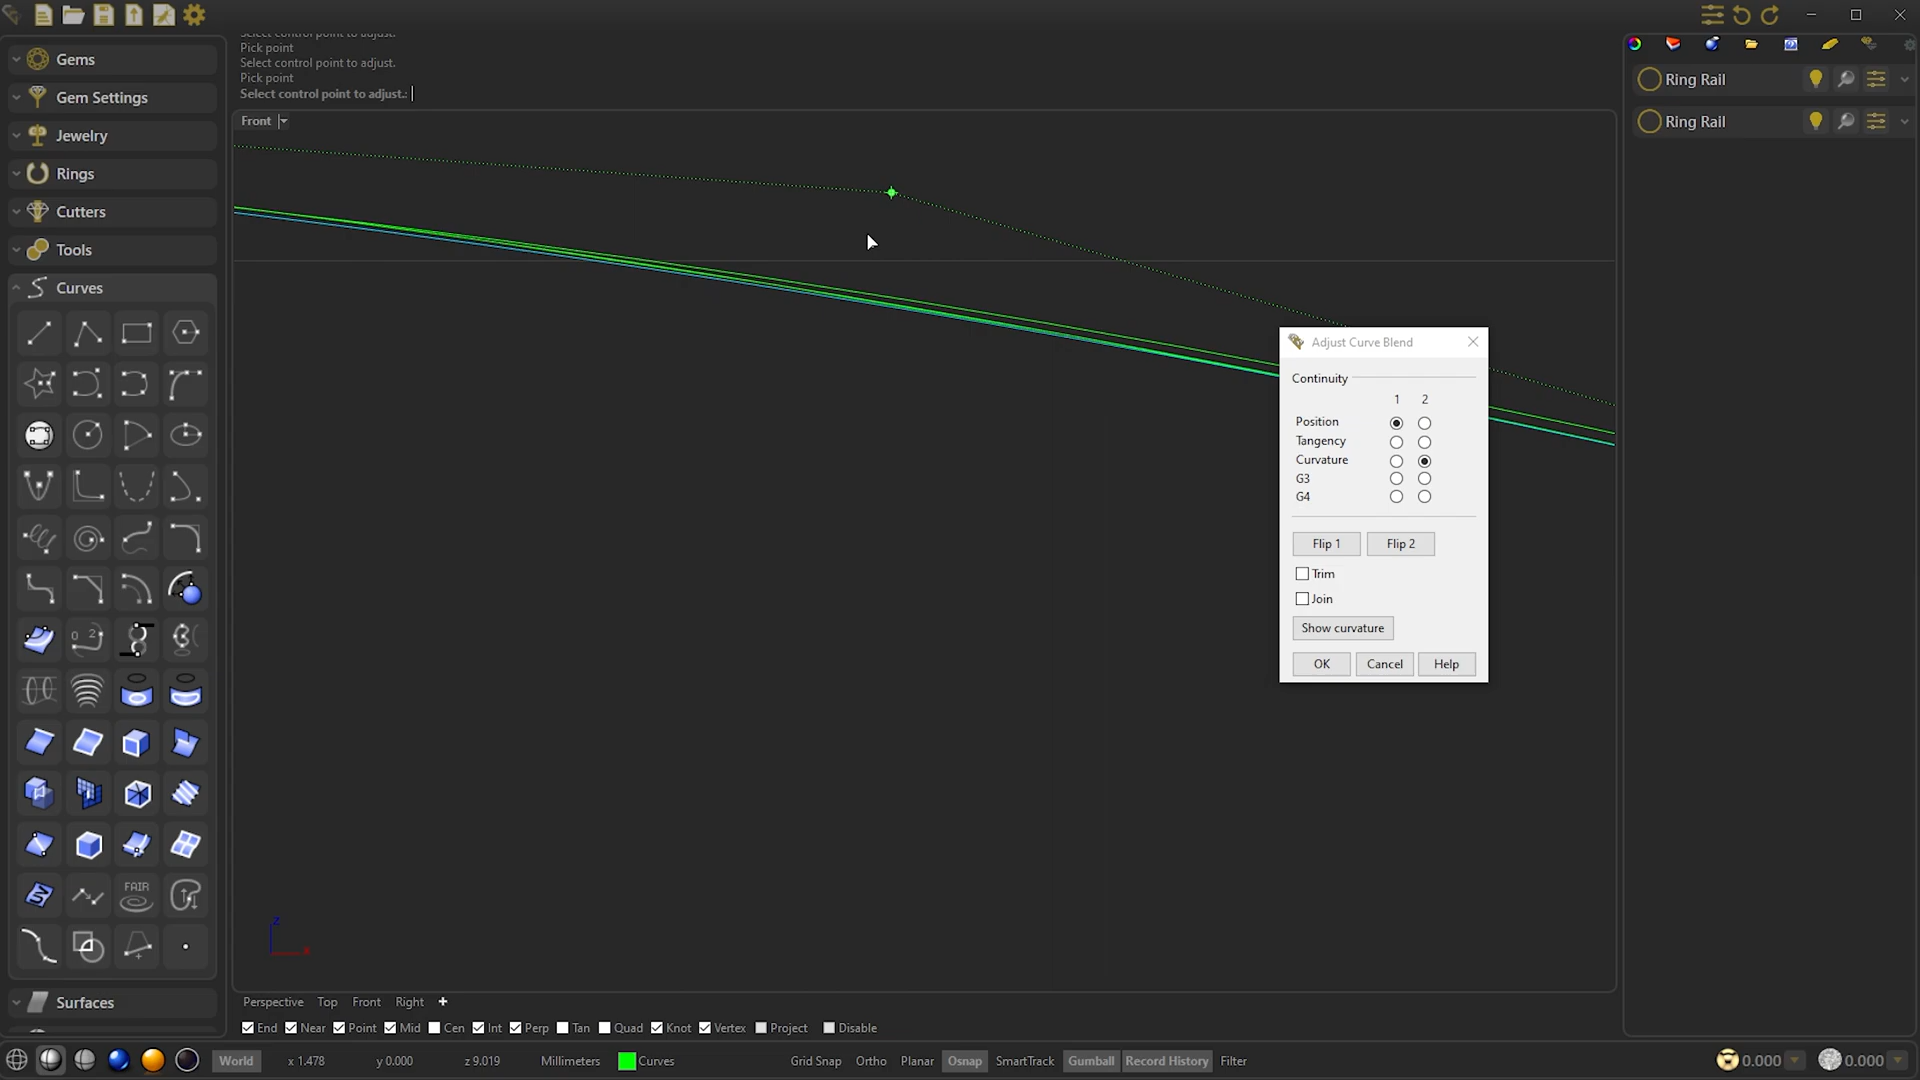 Select control point to adjust.
Pick point
Select control point to adjust.
Pick point
Select control point to adjust.:
Gems
Gem Settings
Jewelry
Rings
Cutters
Tools
Curves
0 2
FAIR
Surfaces
Front
z
x
Adjust Curve Blend
Continuity
1 2
Position
Tangency
Curvature
G3
G4
Flip 1 Flip 2
Trim
Join
Show curvature
OK Cancel Help
Ring Rail
Ring Rail
Perspective Top Front Right
End Near Point Mid Cen Int Perp Tan Quad Knot Vertex Project Disable
World x 1.478 y 0.000 z 9.019 Millimeters Curves Grid Snap Ortho Planar Osnap SmartTrack Gumball Record History Filter 0.000 0.000